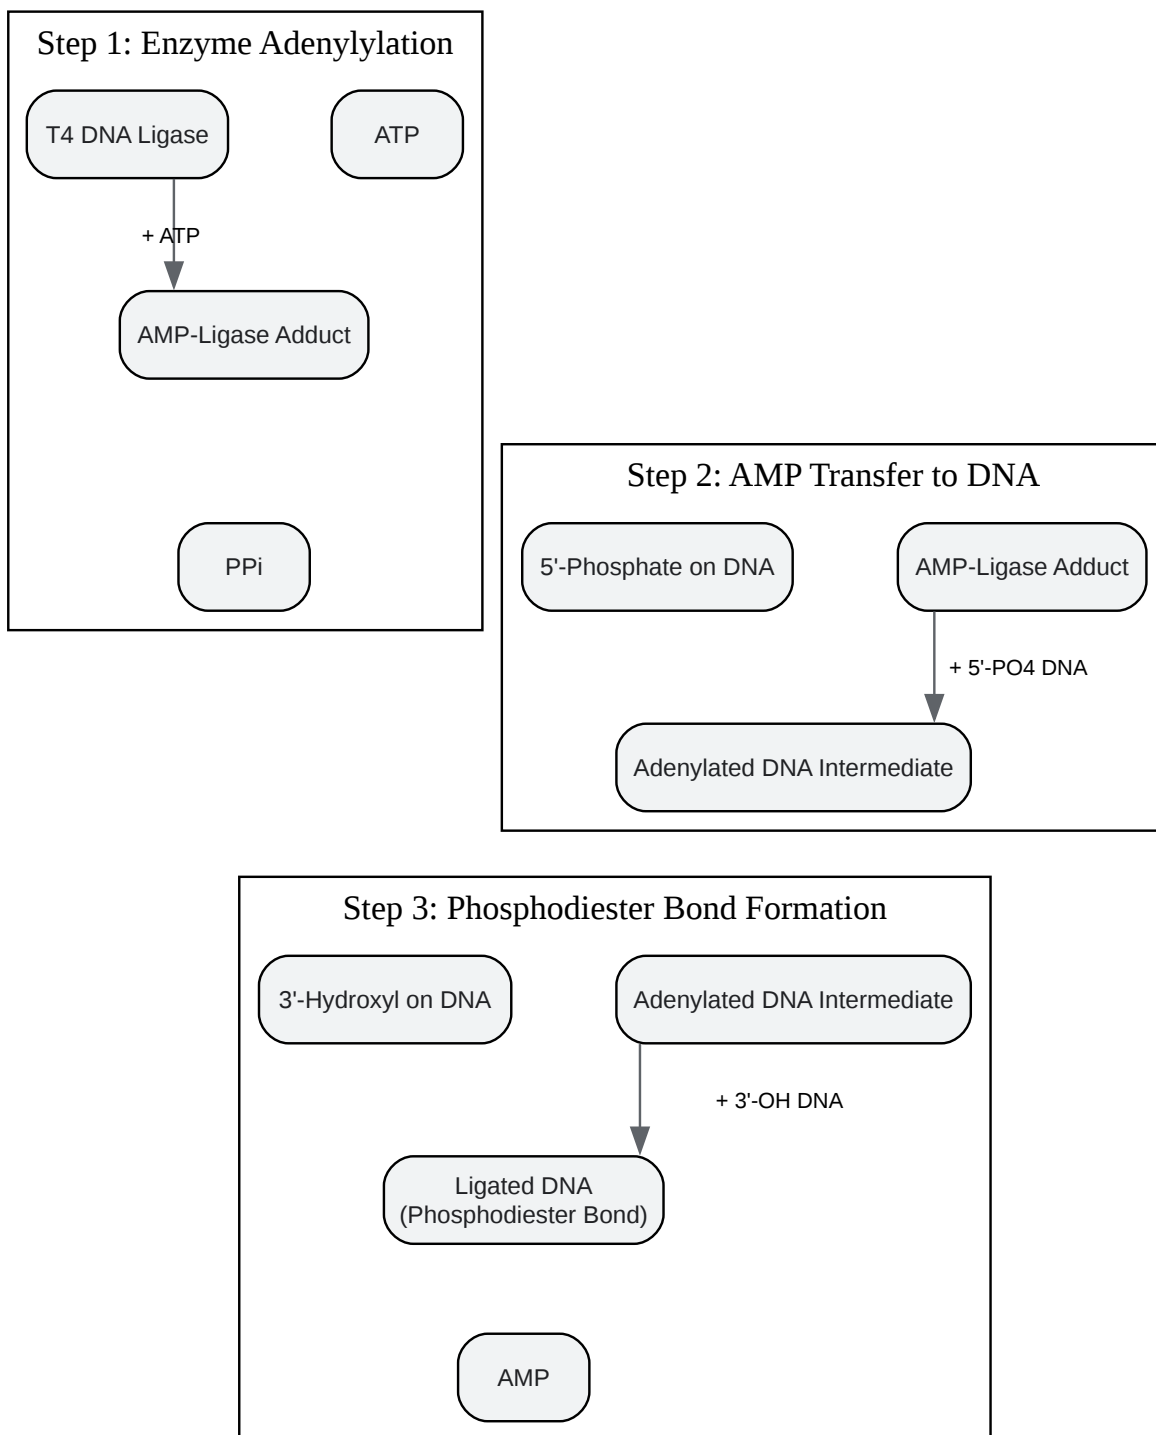 Step 1: Enzyme Adenylylation
T4 DNA Ligase
ATP
+ ATP
AMP-Ligase Adduct
PPi
Step 2: AMP Transfer to DNA
5'-Phosphate on DNA
AMP-Ligase Adduct
+ 5'-PO4 DNA
Adenylated DNA Intermediate
Step 3: Phosphodiester Bond Formation
3'-Hydroxyl on DNA
Adenylated DNA Intermediate
+ 3'-OH DNA
Ligated DNA
(Phosphodiester Bond)
AMP